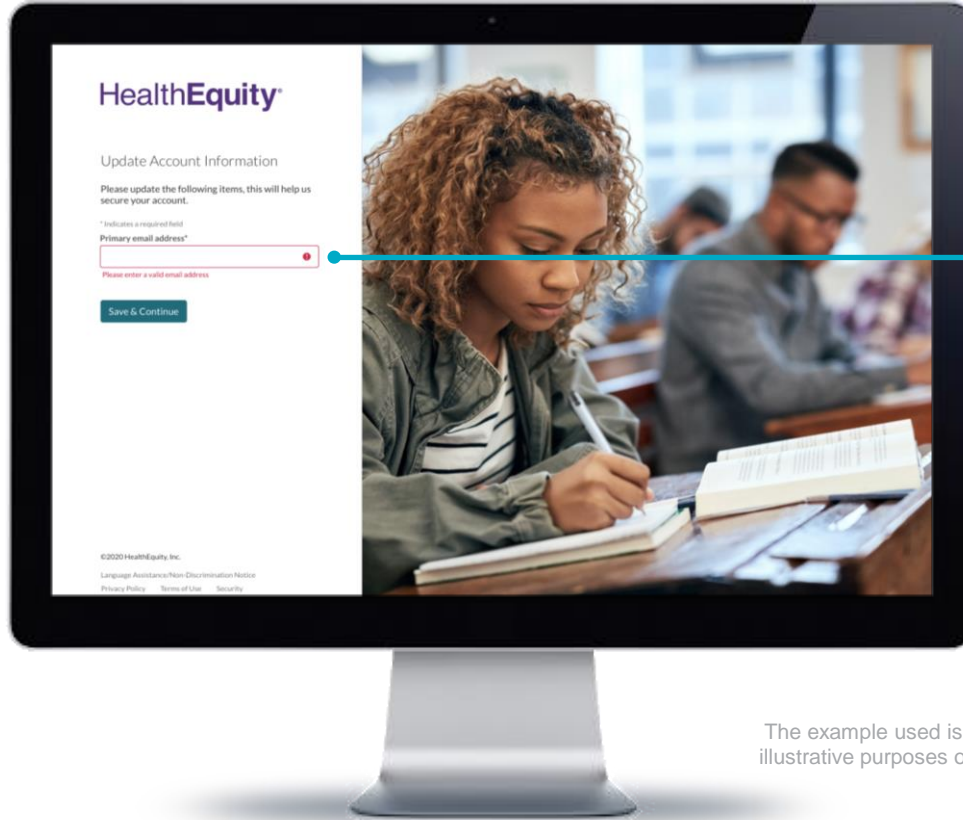 HealthEquity
Update Account Information
Please update the following items, this will help us
secure your account.
* Indicates a required field
Primary email address*
Please enter a valid email address
Save & Continue
©2020 HealthEquity, Inc.
Language Assistance/Non-Discrimination Notice
Privacy Policy Terms of Use Security
The example used is
illustrative purposes